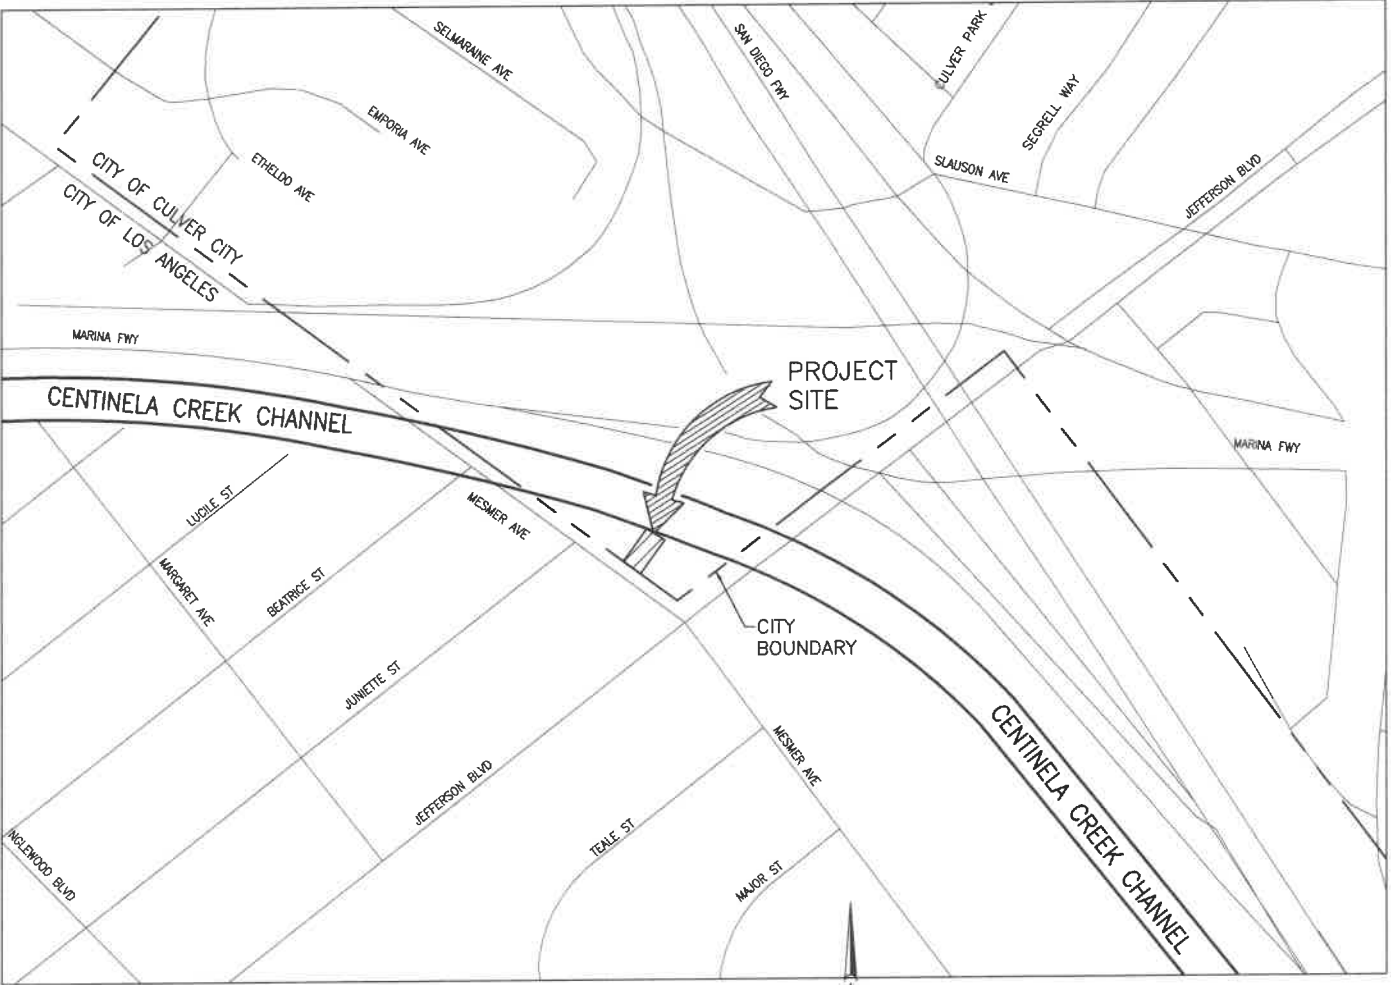 SELMARAINE AVE
SAN DIEGO FWY
CULVER PARK
SEGRELL WAY
EMPORIA AVE
ETHELDO AVE
SLAUSON AVE
JEFFERSON BLVD
CITY OF CULVER CITY
CITY OF LOS ANGELES
MARINA FWY
PROJECT
SITE
CENTINELA CREEK CHANNEL
MARINA FWY
LUCILE ST
MESMER AVE
MARGARET AVE
BEATRICE ST
CITY
BOUNDARY
JUNIETTE ST
MESMER AVE
CENTINELA CREEK CHANNEL
JEFFERSON BLVD
TEALE ST
MAJOR ST
NGLEWOOD BLVD